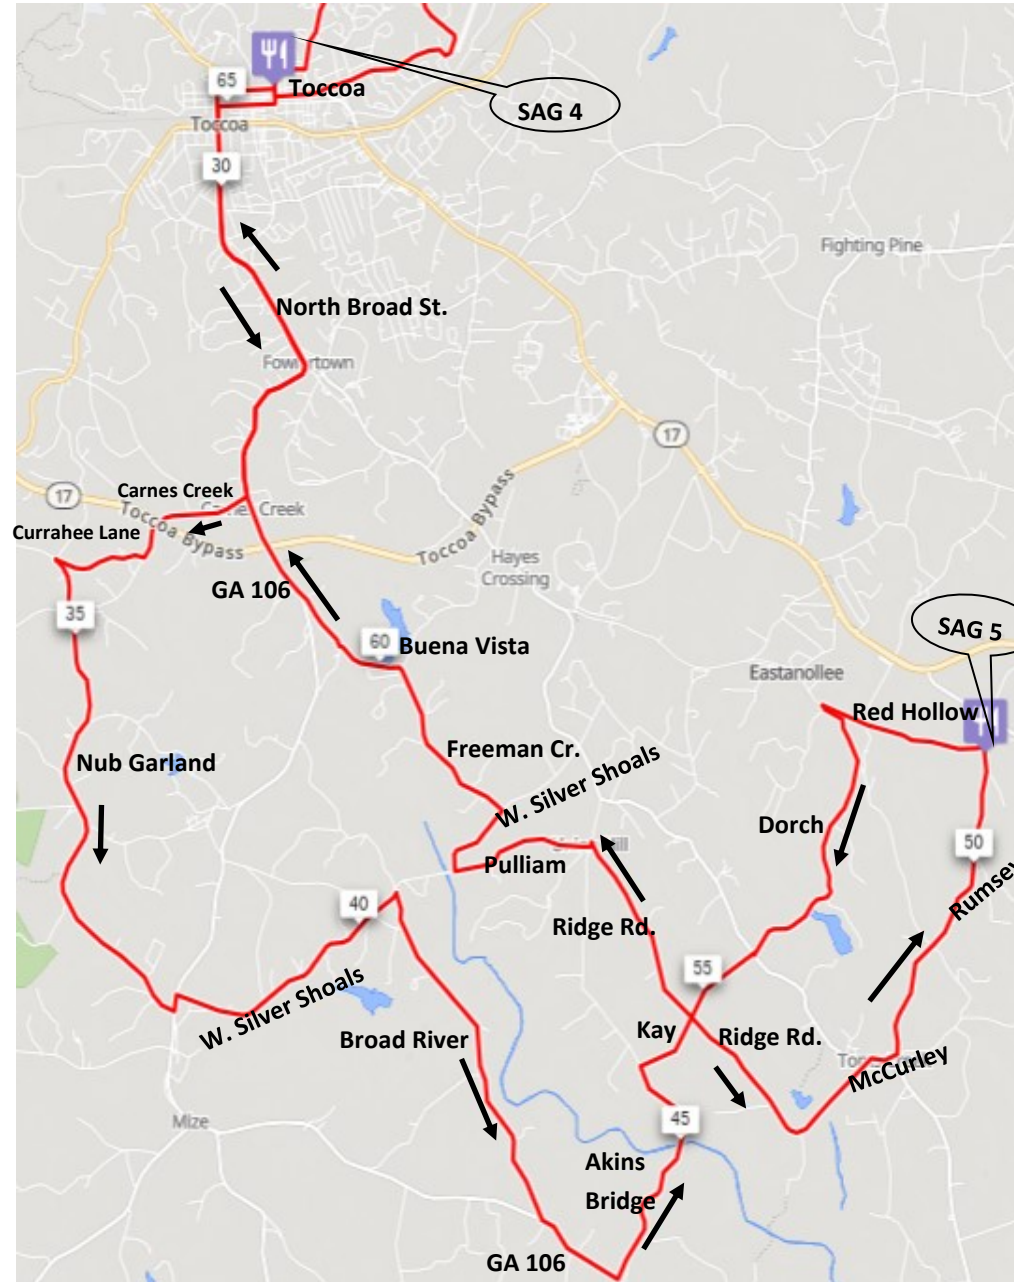 65
Toccoa
SAG 4
Toccoa
30
Fighting Pine
North Broad St.
17
Carnes Creek
17
Toccoa Bypass
Creek
Currahee Lane
Toccoa Bypass
Hayes
Crossing
GA 106
35
SAG 5
60
Buena Vista
Eastanollee
Red Hollow
Freeman Cr.
Nub Garland
W. Silver Shoals
Dorch
50
Pulliam
40
Rumsey
Ridge Rd.
55
W. Silver Shoals
Kay
Ridge Rd.
Broad River
McCurley
Mize
45
Akins
Bridge
GA 106